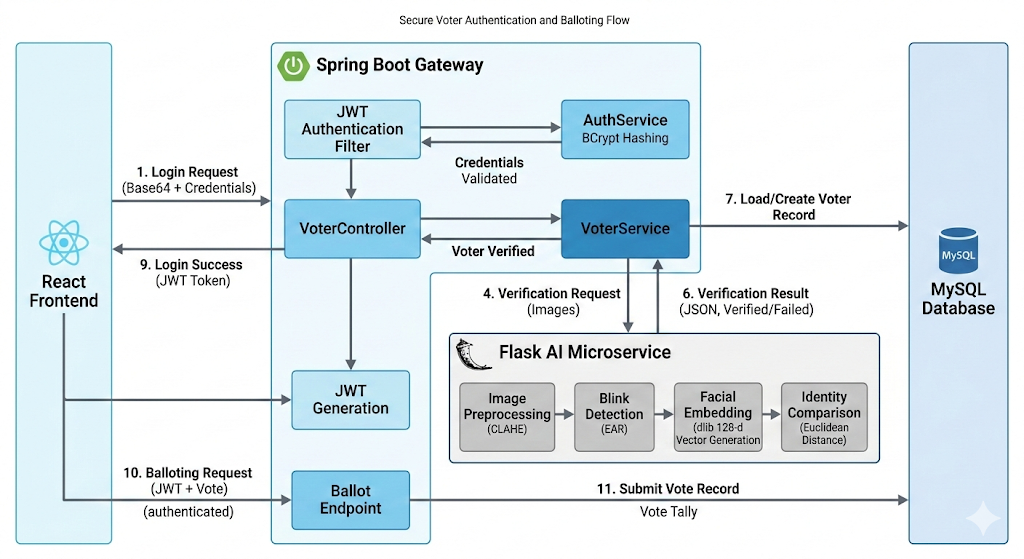 Secure Voter Authentication and Balloting Flow
Spring Boot Gateway
JWT
Authentication
Filter
AuthService
BCrypt Hashing
Credentials
Validated
1. Login Request
(Base64 + Credentials)
VoterController
VoterService
Voter Verified
7. Load/Create Voter
Record
React
Frontend
9. Login Success
(JWT Token)
MySQL
MySQL
Database
4. Verification Request
(Images)
6. Verification Result
(JSON, Verified/Failed)
Flask AI Microservice
Image
Preprocessing
(CLAHE)
Blink
Detection
(EAR)
Facial
Embedding
(dlib 128-d
Vector Generation
Identity
Comparison
(Euclidean
Distance)
JWT
Generation
10. Balloting Request
(JWT + Vote)
(authenticated)
Ballot
Endpoint
11. Submit Vote Record
Vote Tally